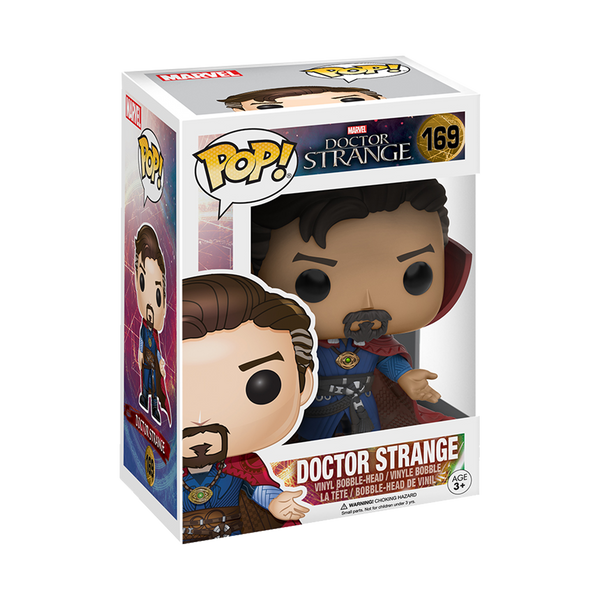 MARVEL
POP!
MARVEL
POP!
MARVEL
DOCTOR
STRANGE
169
DOCTOR STRANGE
169
DOCTOR STRANGE
VINYL BOBBLE-HEAD / VINYLE BOBBLE
LA TÊTE / BOBBLE-HEAD DE VINIL
AGE
3+
WARNING! CHOKING HAZARD
Small parts. Not for children under 3 yrs.